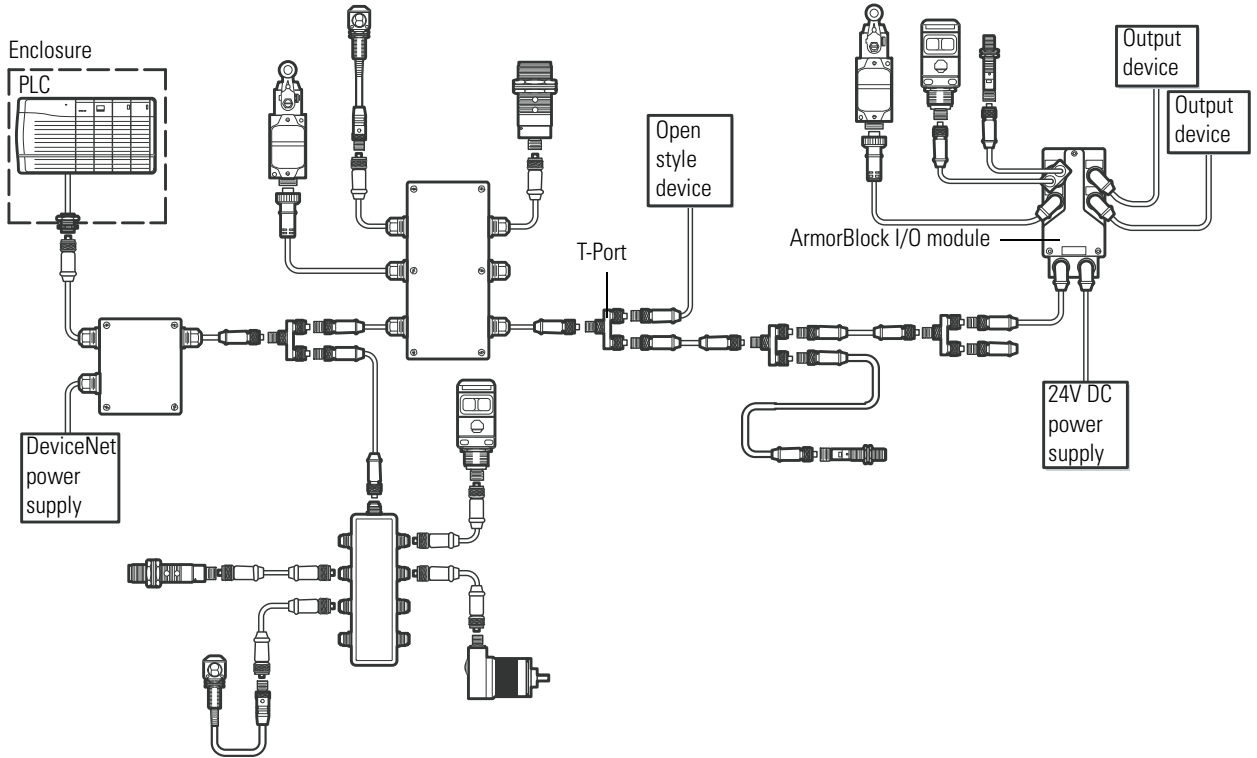 Enclosure
PLC
Output
device
Output
device
Open
style
device
ArmorBlock I/O module
T-Port
DeviceNet
power
supply
24V DC
power
supply